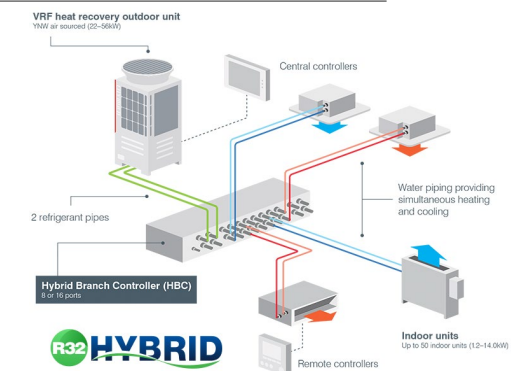 VRF heat recovery outdoor unit
YNW air sourced (22–56kW)
Central controllers
Water piping providing
simultaneous heating
and cooling
2 refrigerant pipes
Hybrid Branch Controller (HBC)
8 or 16 ports
Indoor units
Up to 50 indoor units (1.2–14.0kW)
R32 HYBRID
Remote controllers